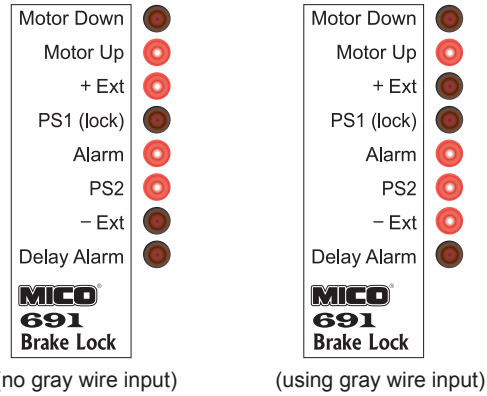 Motor Down
Motor Up
+ Ext
PS1 (lock)
Alarm
PS2
– Ext
Delay Alarm
MICO®
691
Brake Lock
(no gray wire input)
Motor Down
Motor Up
+ Ext
PS1 (lock)
Alarm
PS2
– Ext
Delay Alarm
MICO®
691
Brake Lock
(using gray wire input)